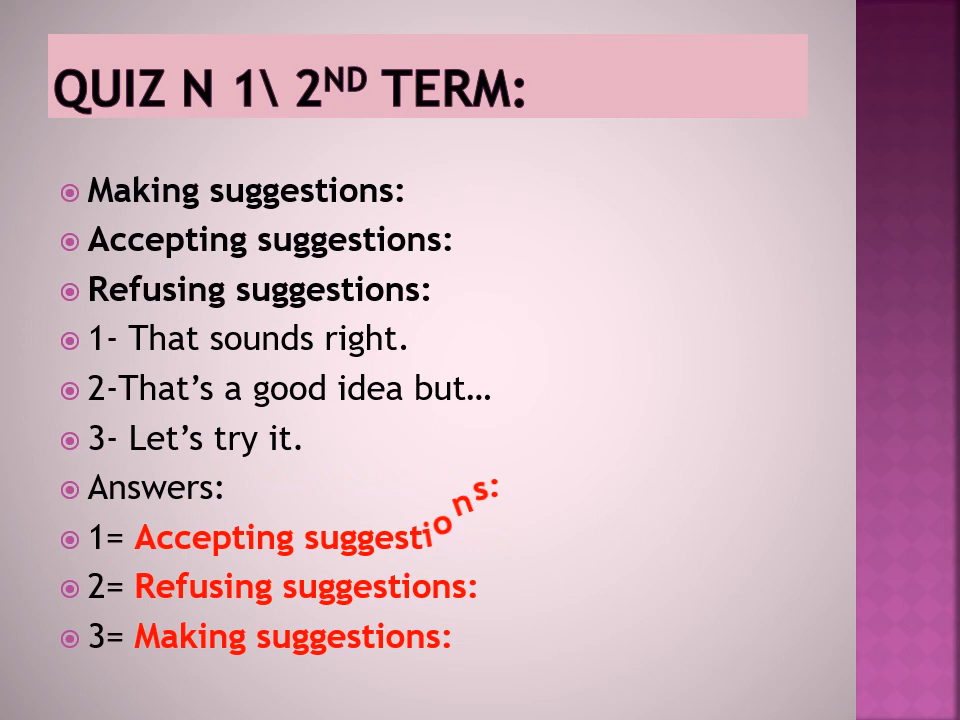 QUIZ N 1\ 2ND TERM:
Making suggestions:
Accepting suggestions:
Refusing suggestions:
1- That sounds right.
2-That’s a good idea but…
3- Let’s try it.
Answers:
1= Accepting suggestions:
2= Refusing suggestions:
3= Making suggestions: